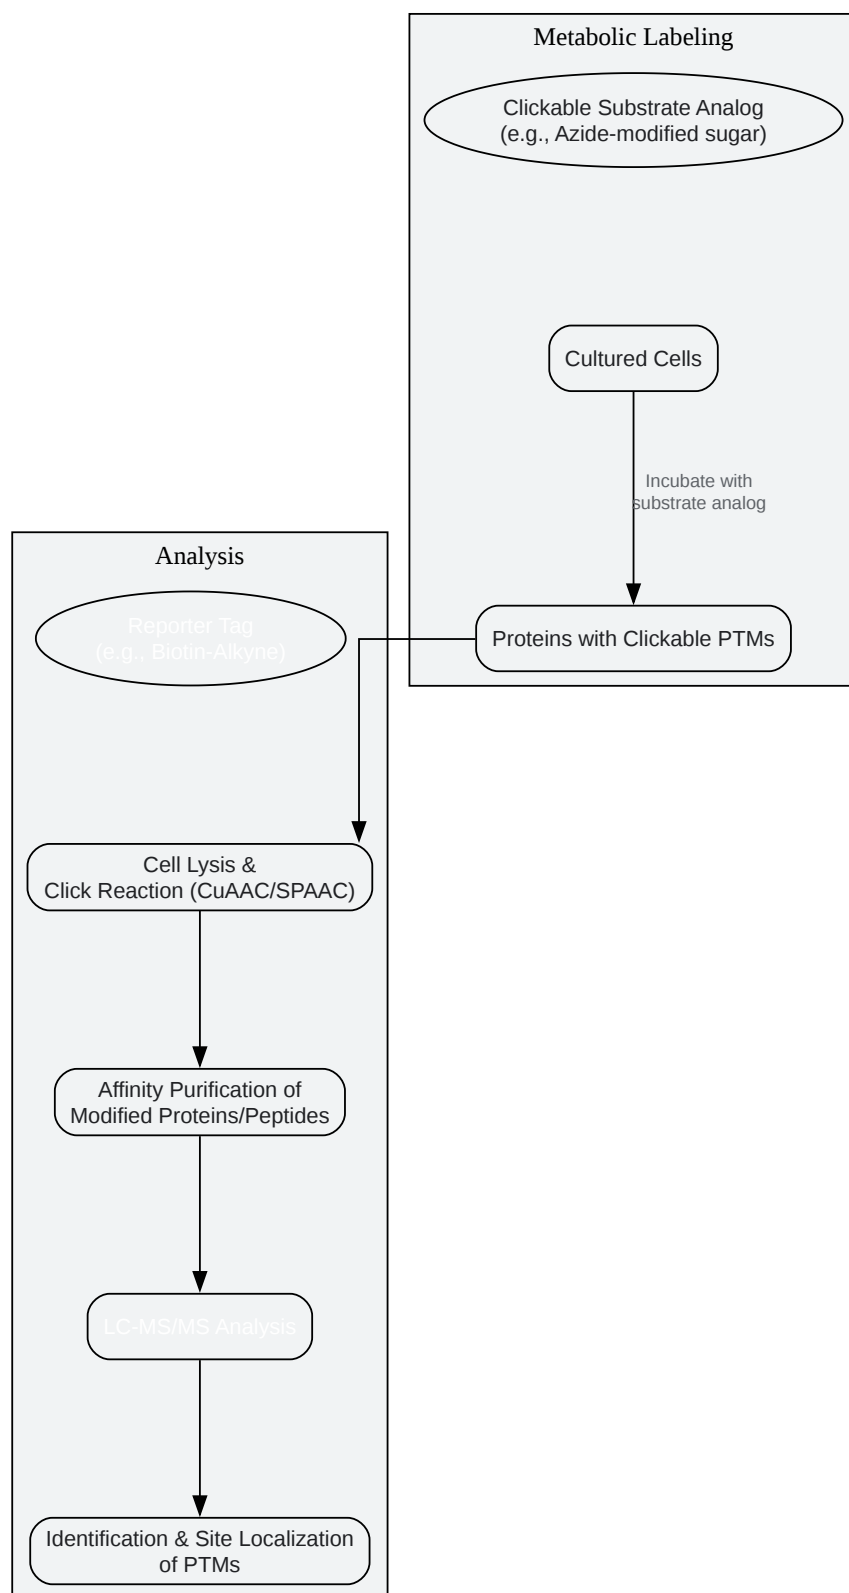 Metabolic Labeling
Clickable Substrate Analog
(e.g., Azide-modified sugar)
Cultured Cells
Incubate with
substrate analog
Proteins with Clickable PTMs
Analysis
Reporter Tag
(e.g., Biotin-Alkyne)
Cell Lysis &
Click Reaction (CuAAC/SPAAC)
Affinity Purification of
Modified Proteins/Peptides
LC-MS/MS Analysis
Identification & Site Localization
of PTMs